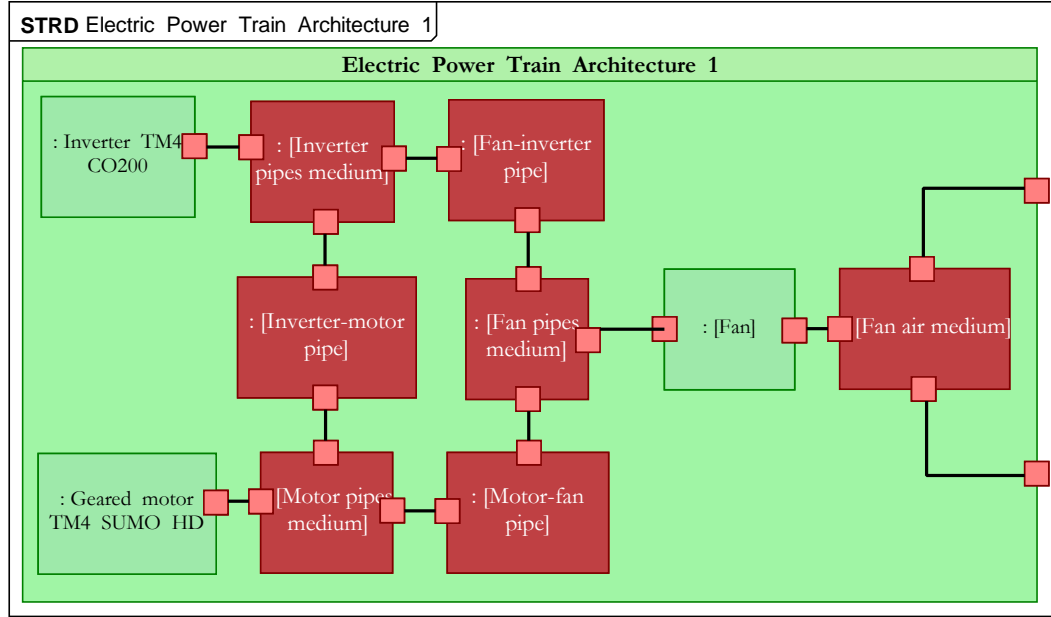 STRD Electric Power Train Architecture 1
Electric Power Train Architecture 1
: Inverter TM4
CO200
: [Inverter
pipes medium]
: [Fan-inverter
pipe]
: [Inverter-motor
pipe]
: [Fan pipes
medium]
: [Fan]
[Fan air medium]
: Geared motor
TM4 SUMO HD
[Motor pipes
medium]
: [Motor-fan
pipe]